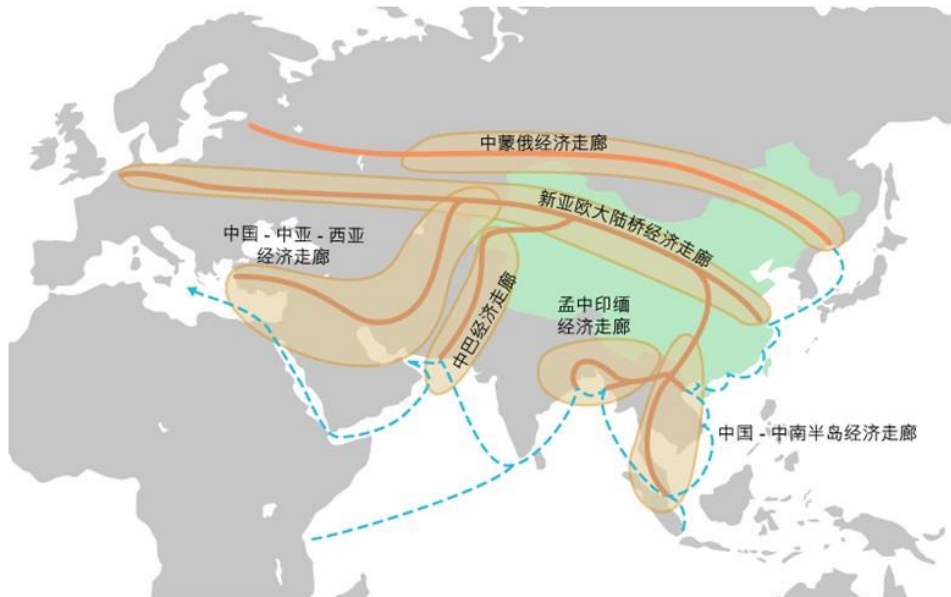 中蒙俄经济走廊
新亚欧大陆桥经济走廊
中国 - 中亚 - 西亚
经济走廊
中巴经济走廊
孟中印缅
经济走廊
中国 - 中南半岛经济走廊